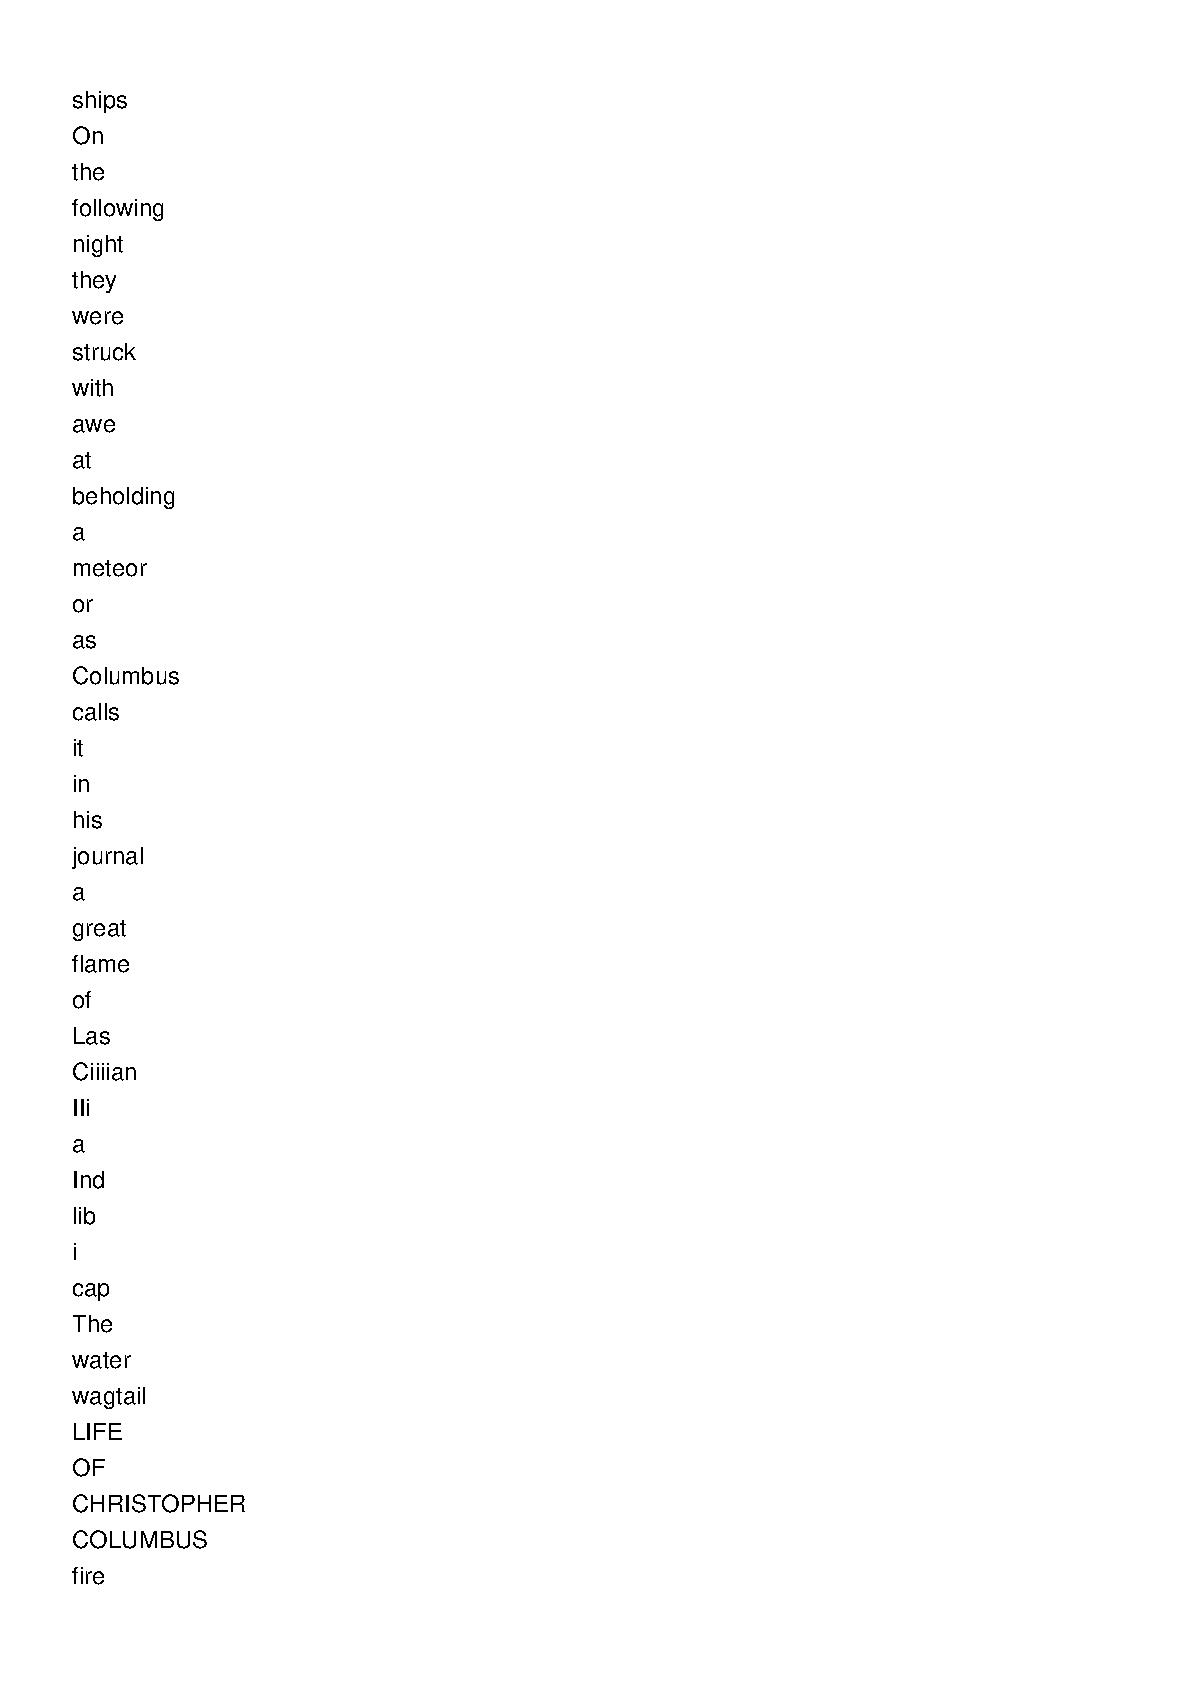 ships
On
the
following
night
they
were
struck
with
awe
at
beholding
a
meteor
or
as
Columbus
calls
it
in
his
journal
a
great
flame
of
Las
Ciiiian
Ili
a
Ind
lib
i
cap
The
water
wagtail
LIFE
OF
CHRISTOPHER
COLUMBUS
fire